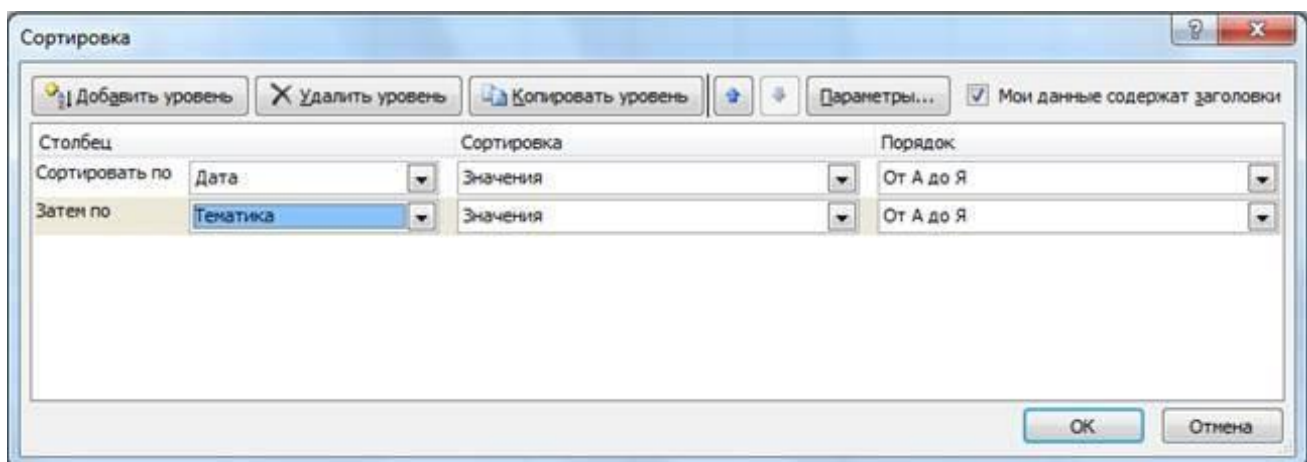 Сортировка
Добавить уровень Удалить уровень Копировать уровень Параметры... Мои данные содержат заголовки
Столбец Сортировка Порядок
Сортировать по Дата Значения От А до Я
Затем по Тематика Значения От А до Я
ОК Отмена